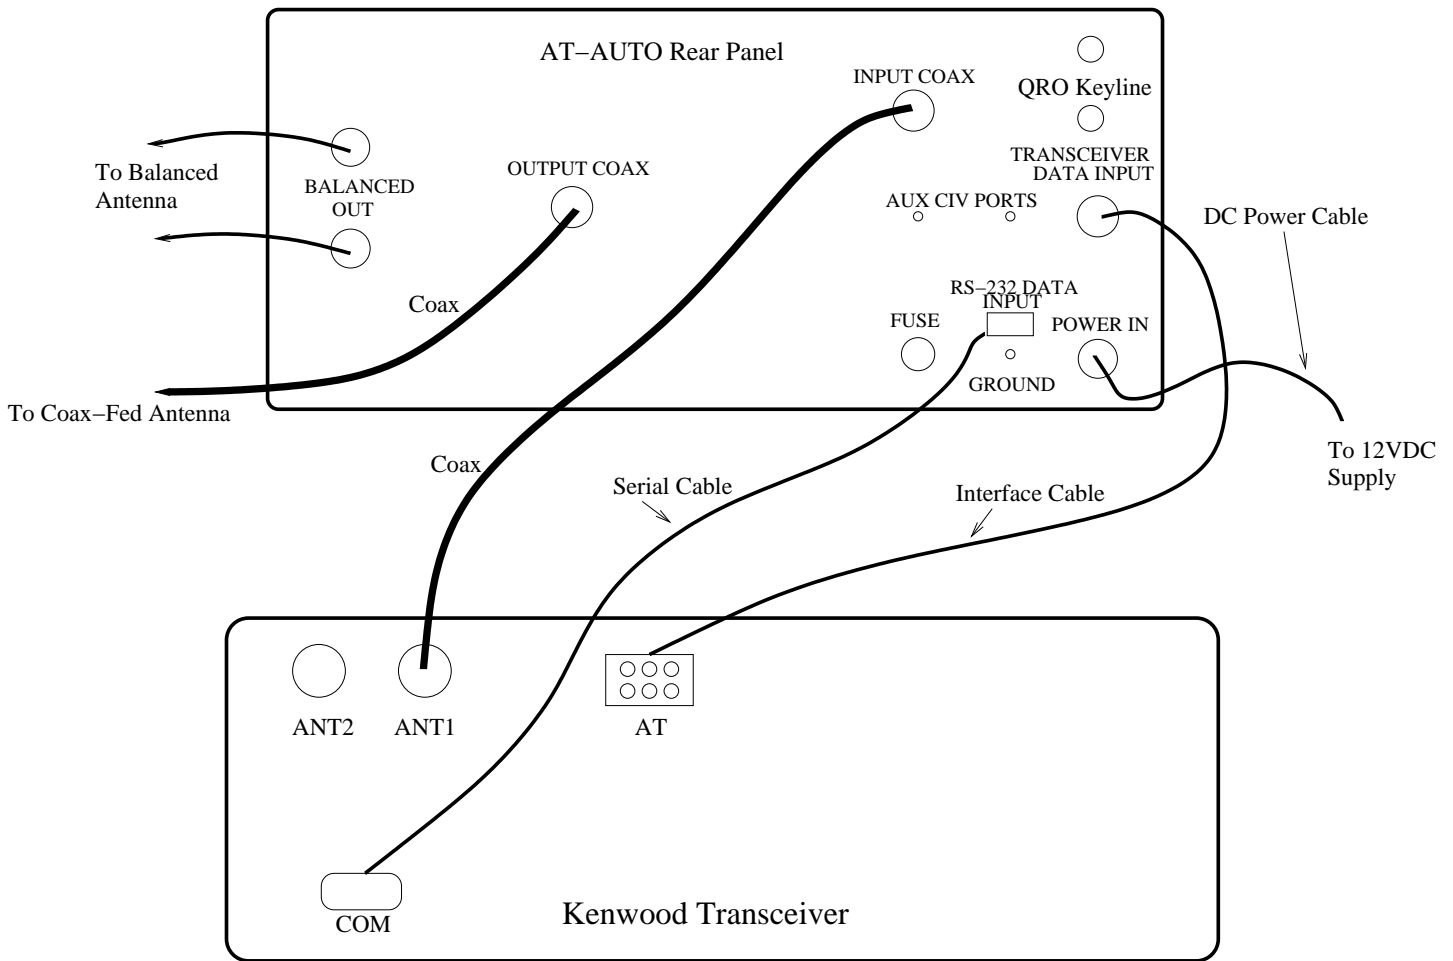 AT−AUTO Rear Panel
INPUT COAX
QRO Keyline
To Balanced
Antenna
BALANCED
OUT
OUTPUT COAX
TRANSCEIVER
DATA INPUT
AUX CIV PORTS
DC Power Cable
Coax
RS−232 DATA
INPUT
FUSE
POWER IN
GROUND
To Coax−Fed Antenna
To 12VDC
Supply
Coax
Serial Cable
Interface Cable
ANT2
ANT1
AT
COM
Kenwood Transceiver